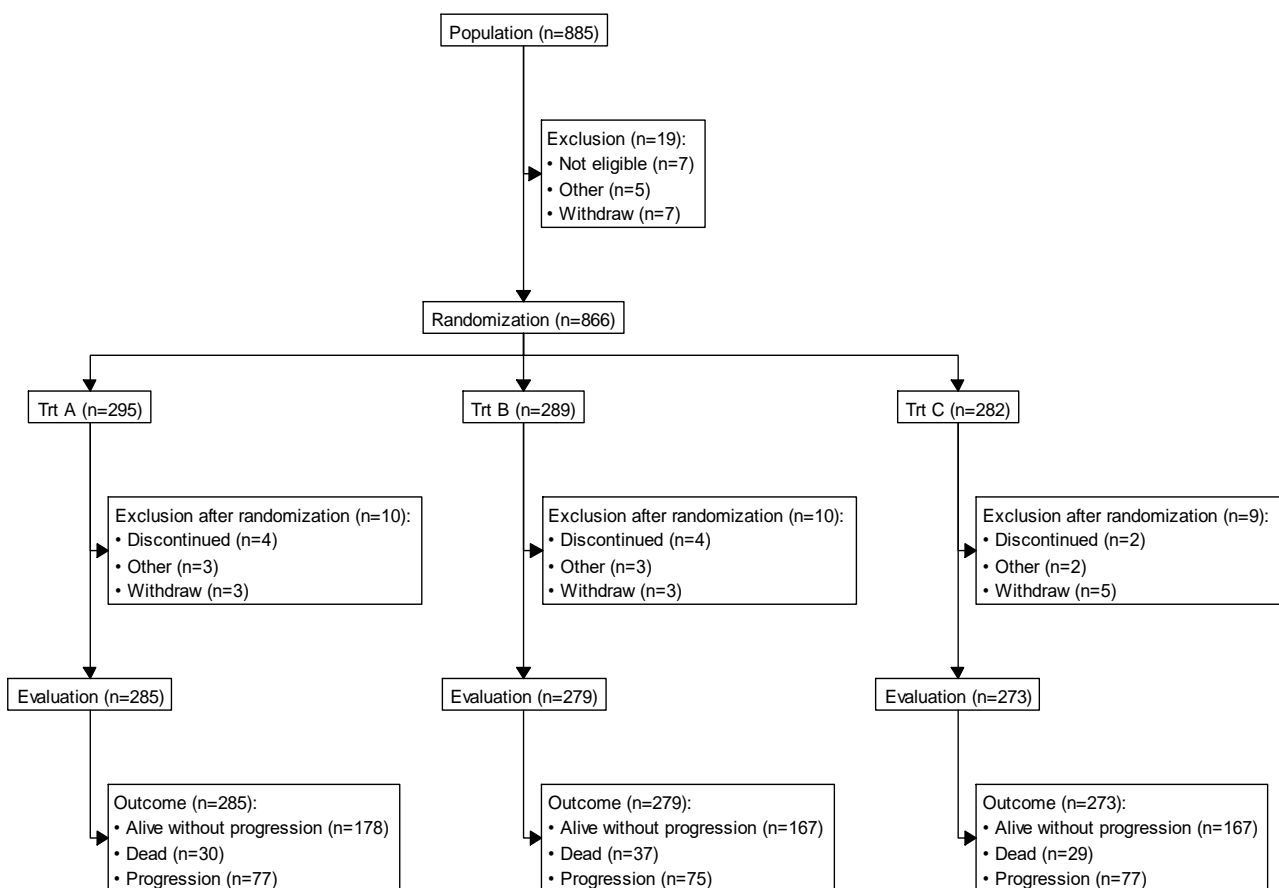 Population (n=885)
Exclusion (n=19):
• Not eligible (n=7)
• Other (n=5)
• Withdraw (n=7)
Randomization (n=866)
Trt A (n=295)
Trt B (n=289)
Trt C (n=282)
Exclusion after randomization (n=10):
• Discontinued (n=4)
• Other (n=3)
• Withdraw (n=3)
Exclusion after randomization (n=10):
• Discontinued (n=4)
• Other (n=3)
• Withdraw (n=3)
Exclusion after randomization (n=9):
• Discontinued (n=2)
• Other (n=2)
• Withdraw (n=5)
Evaluation (n=285)
Evaluation (n=279)
Evaluation (n=273)
Outcome (n=285):
• Alive without progression (n=178)
• Dead (n=30)
• Progression (n=77)
Outcome (n=279):
• Alive without progression (n=167)
• Dead (n=37)
• Progression (n=75)
Outcome (n=273):
• Alive without progression (n=167)
• Dead (n=29)
• Progression (n=77)